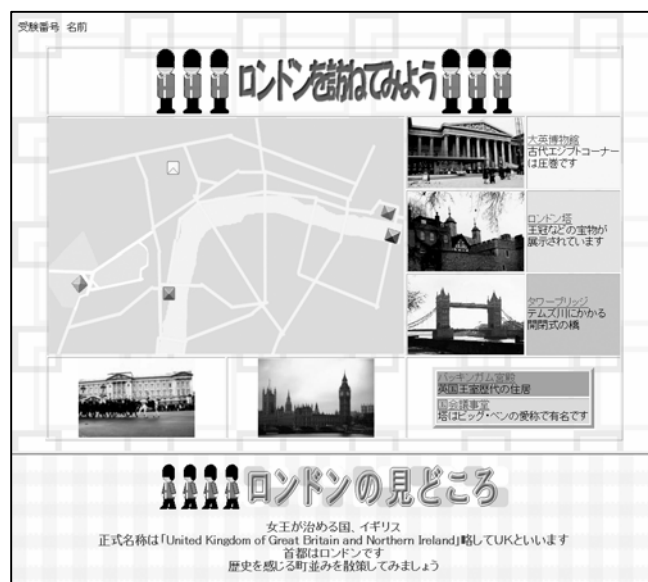 受験番号 名前
ロンドンを訪ねてみよう
大英博物館
古代エジプトコーナー
は圧巻です
ロンドン塔
王冠などの宝物が
展示されています
タワーブリッジ
テムズ川にかかる
開閉式の橋
バッキンガム宮殿
英国王室歴代の住居
国会議事堂
塔はビッグ・ベンの愛称で有名です
ロンドンの見どころ
女王が治める国、イギリス
正式名称は「United Kingdom of Great Britain and Northern Ireland」略してUKといいます
首都はロンドンです
歴史を感じる町並みを散策してみましょう